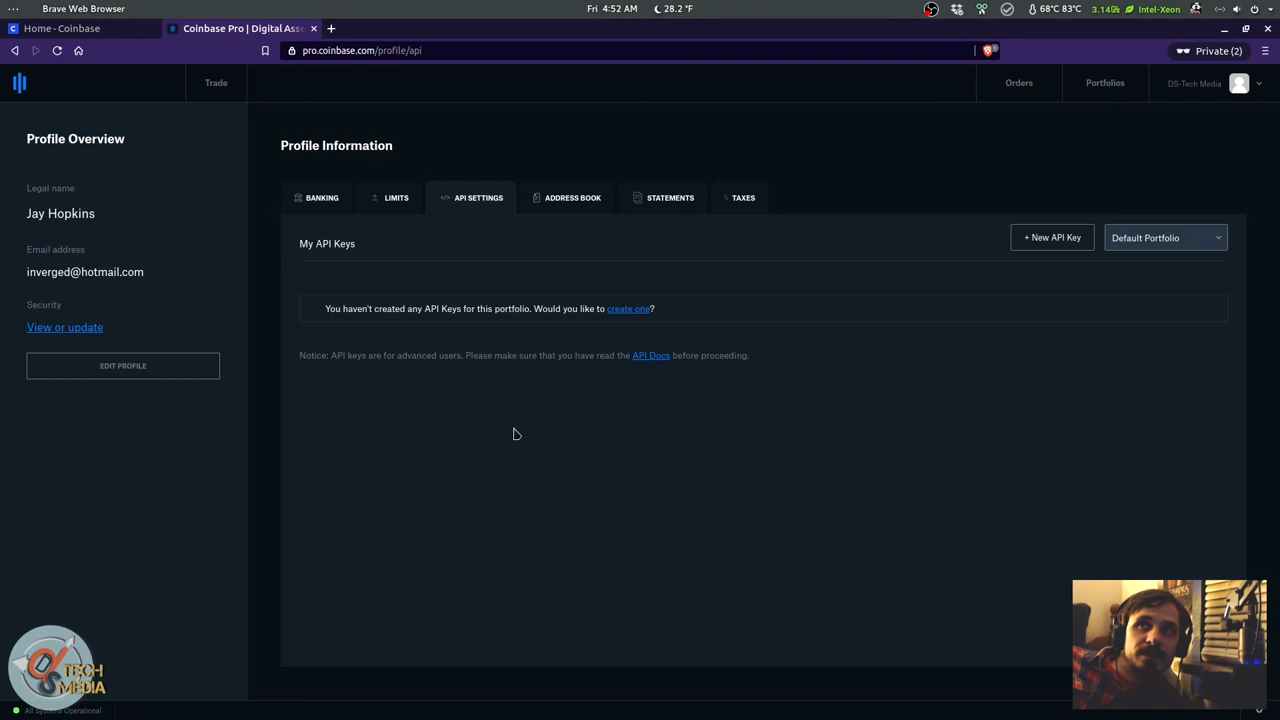 Brave Web Browser
Fri, 4:52 AM
28.2 °F
68°C 83°C
3.14
Intel-Xeon
Home - Coinbase
Coinbase Pro | Digital Asse
pro.coinbase.com/profile/api
Private (2)
Trade
Orders
Portfolios
DS-Tech Media
Profile Overview
Legal name
Jay Hopkins
Email address
inverged@hotmail.com
Security
View or update
EDIT PROFILE
Profile Information
BANKING
LIMITS
API SETTINGS
ADDRESS BOOK
STATEMENTS
TAXES
My API Keys
+ New API Key
Default Portfolio
You haven't created any API Keys for this portfolio. Would you like to create one?
Notice: API keys are for advanced users. Please make sure that you have read the API Docs before proceeding.
TECH
MEDIA
All Systems Operational